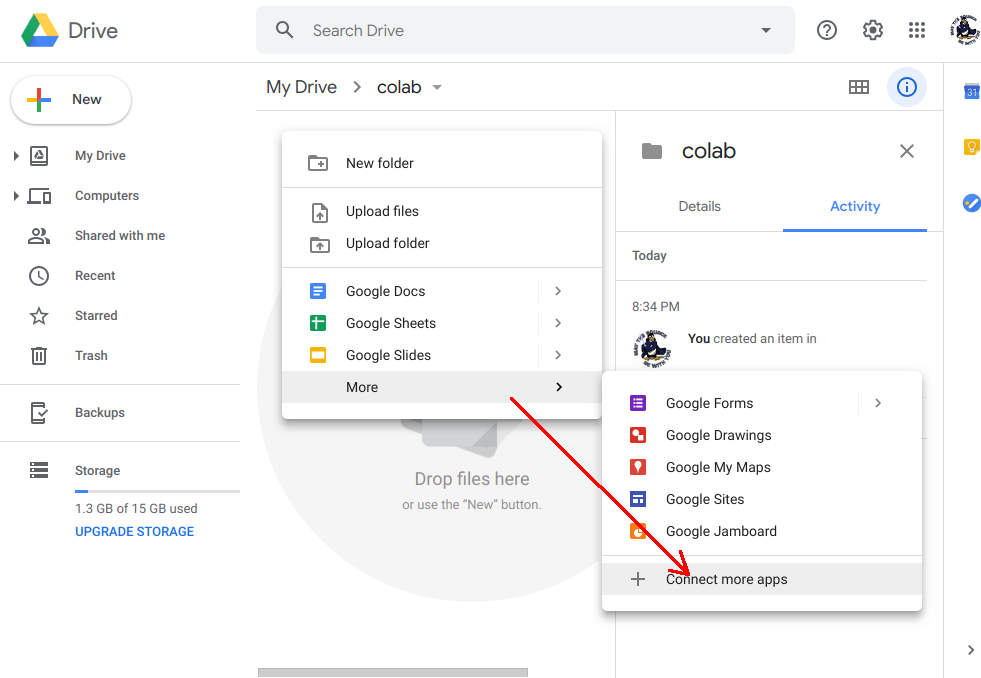 Drive
Search Drive
New
My Drive
Computers
Shared with me
Recent
Starred
Trash
Backups
Storage
1.3 GB of 15 GB used
UPGRADE STORAGE
My Drive > colab
New folder
Upload files
Upload folder
Google Docs
Google Sheets
Google Slides
More
Drop files here
or use the “New” button.
colab
Details Activity
Today
8:34 PM
You created an item in
Google Forms
Google Drawings
Google My Maps
Google Sites
Google Jamboard
Connect more apps
31